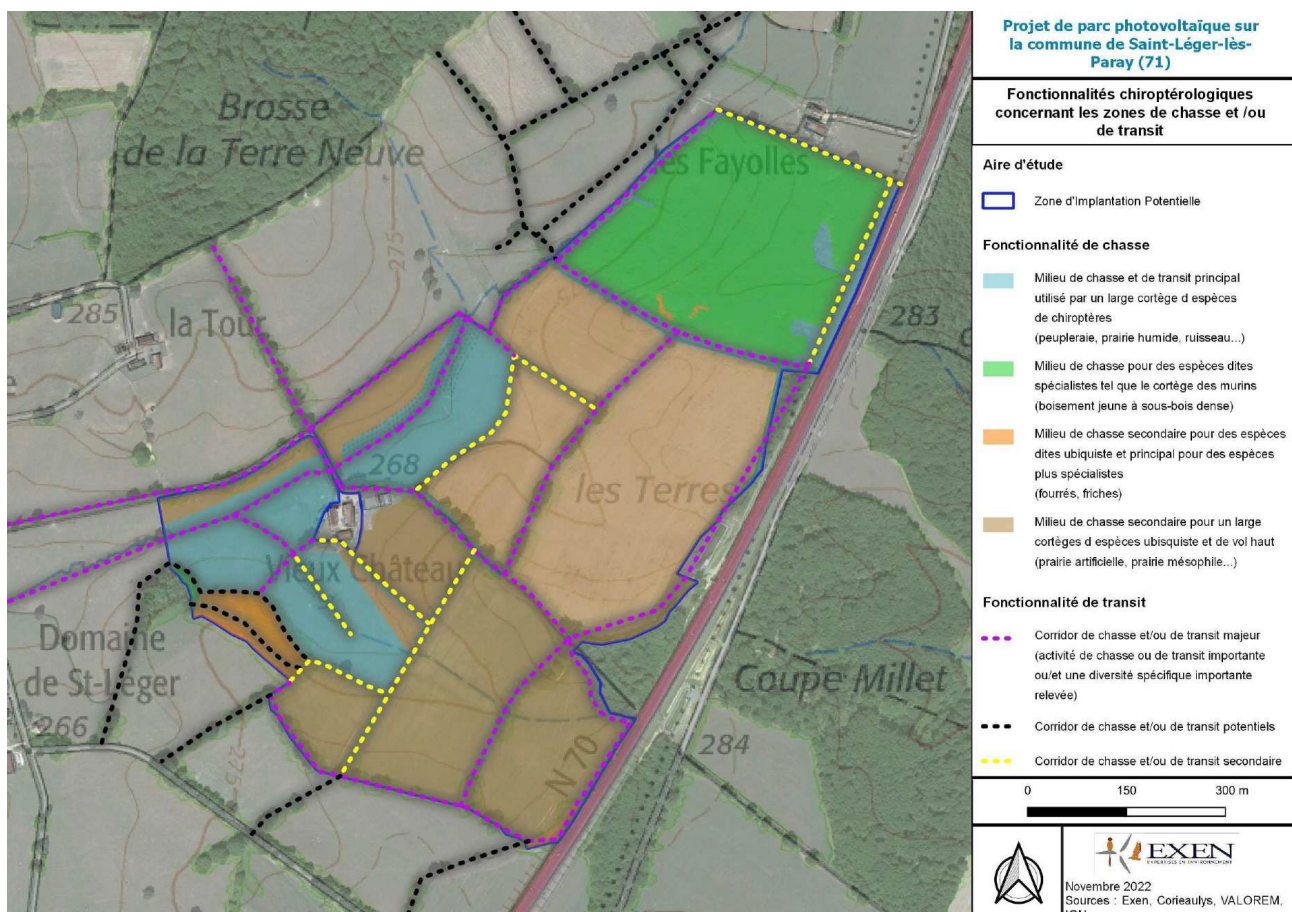 Brosse
de la Terre Neuve
275
les Fayolles
285
la Tour
283
268
les Terres
Vieux Château
Domaine
de St-Léger
266
275
Coupe Millet
N 70
284
Projet de parc photovoltaïque sur
la commune de Saint-Léger-lès-
Paray (71)
Fonctionnalités chiroptérologiques
concernant les zones de chasse et /ou
de transit
Aire d'étude
Zone d'Implantation Potentielle
Fonctionnalité de chasse
Milieu de chasse et de transit principal
utilisé par un large cortège d espèces
de chiroptères
(peupleraie, prairie humide, ruisseau...)
Milieu de chasse pour des espèces dites
spécialistes tel que le cortège des murins
(boisement jeune à sous-bois dense)
Milieu de chasse secondaire pour des espèces
dites ubiquiste et principal pour des espèces
plus spécialistes
(fourrés, friches)
Milieu de chasse secondaire pour un large
cortèges d espèces ubisquiste et de vol haut
(prairie artificielle, prairie mésophile...)
Fonctionnalité de transit
Corridor de chasse et/ou de transit majeur
(activité de chasse ou de transit importante
ou/et une diversité spécifique importante
relevée)
Corridor de chasse et/ou de transit potentiels
Corridor de chasse et/ou de transit secondaire
0 150 300 m
EXEN
EXPERTISES EN ENVIRONNEMENT
Novembre 2022
Sources : Exen, Corieaulys, VALOREM,